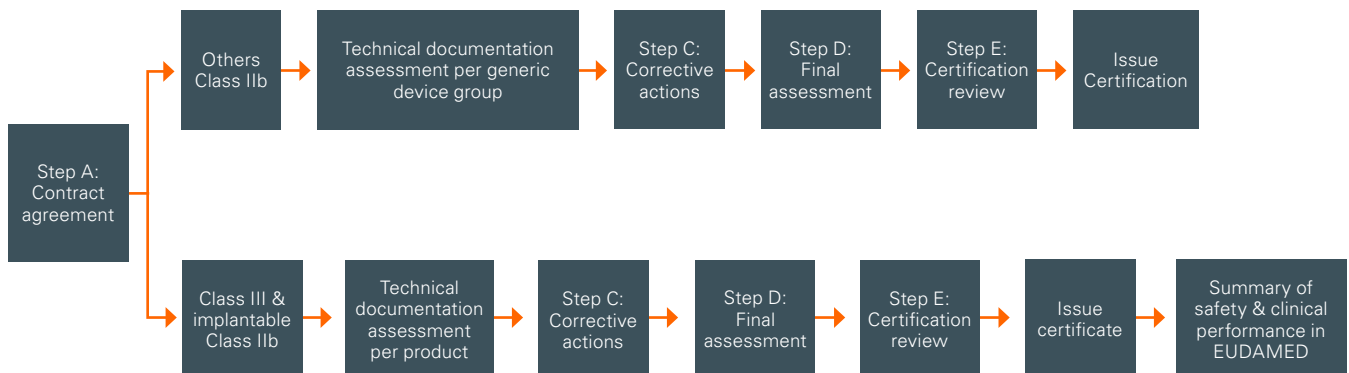 Step A:
Contract
agreement
Others
Class IIb
Technical documentation
assessment per generic
device group
Step C:
Corrective
actions
Step D:
Final
assessment
Step E:
Certification
review
Issue
Certification
Class III &
implantable
Class IIb
Technical
documentation
assessment
per product
Step C:
Corrective
actions
Step D:
Final
assessment
Step E:
Certification
review
Issue
certificate
Summary of
safety & clinical
performance in
EUDAMED